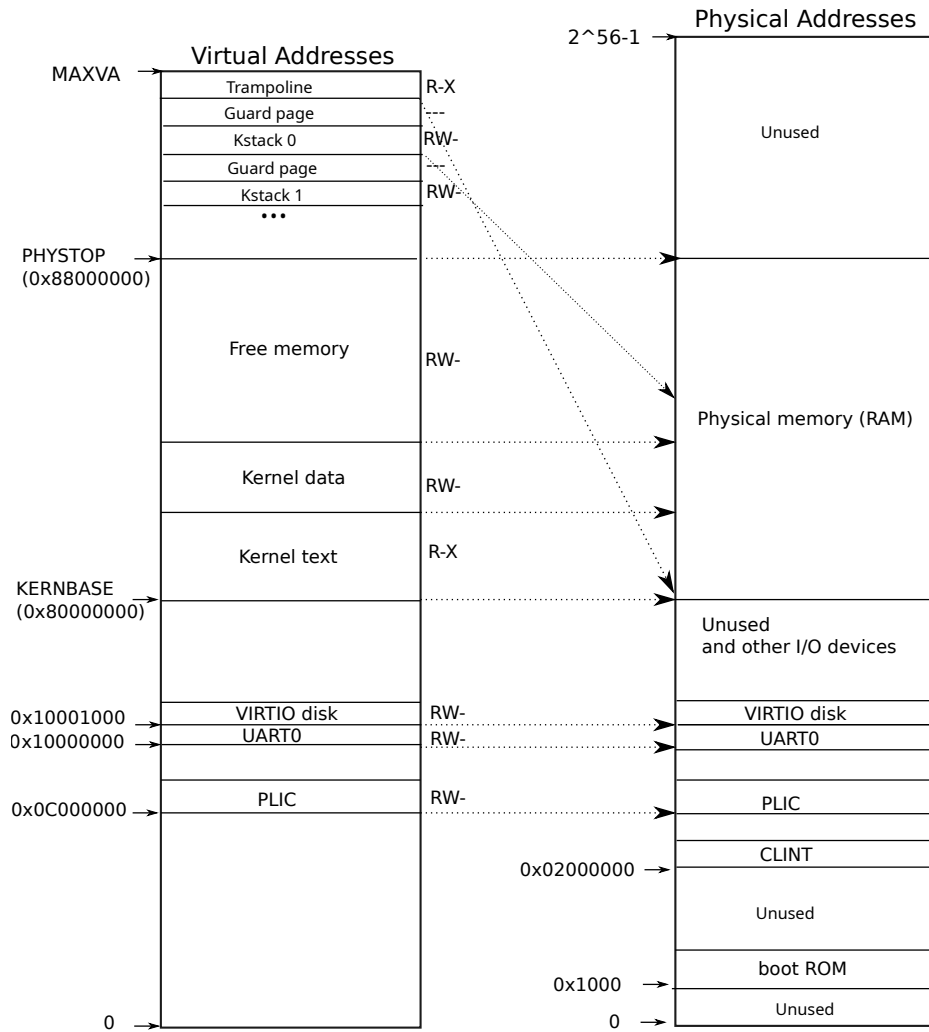 Physical Addresses
2^56-1
Virtual Addresses
MAXVA
Trampoline
R-X
Guard page
---
Unused
Kstack 0
RW-
Guard page
---
Kstack 1
RW-
...
PHYSTOP
(0x88000000)
Free memory
RW-
Physical memory (RAM)
Kernel data
RW-
Kernel text
R-X
KERNBASE
(0x80000000)
Unused
and other I/O devices
0x10001000
VIRTIO disk
RW-
VIRTIO disk
0x10000000
UART0
RW-
UART0
0x0C000000
PLIC
RW-
PLIC
CLINT
0x02000000
Unused
boot ROM
0x1000
Unused
0
0